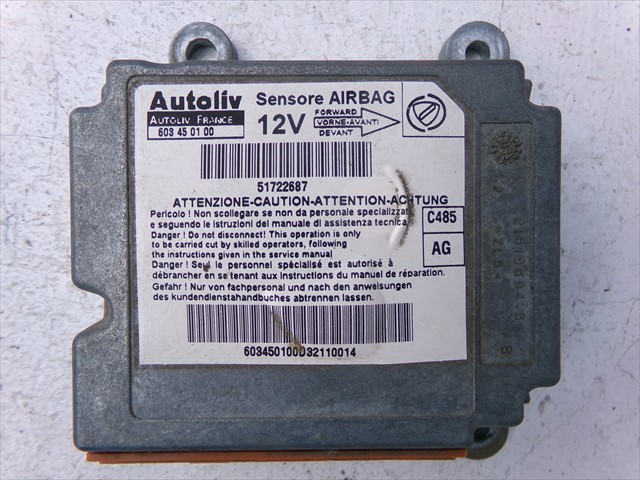 Autoliv
AUTOLIV FRANCE
603 45 01 00
Sensore AIRBAG
12V
FORWARD
VORNE-AVANTI
DEVANT
51722687
ATTENZIONE-CAUTION-ATTENTION-ACHTUNG
Pericolo ! Non scollegare se non da personale specializzato
e seguendo le istruzioni del manuale di assistenza tecnica.
Danger ! Do not disconnect! This operation is only
to be carried cut by skilled operators, following
the instructions given in the service manual
Danger ! Seul le personnel spécialisé est autorisé à
débrancher en se tenant aux instructions du manuel de réparation.
Gefahr ! Nur von fachpersonal und nach den anweisungen
des kundendienstahandbuches abtrennen lassen.
C485
AG
603450100D32110014